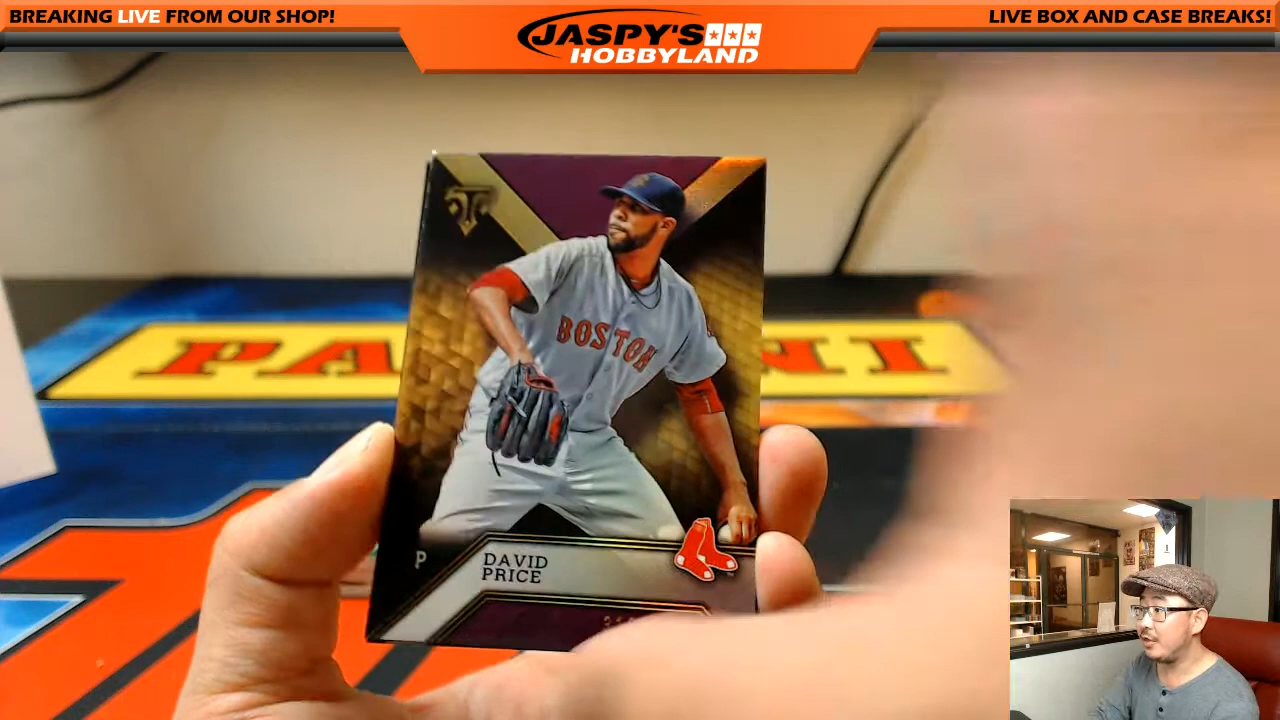 BREAKING LIVE FROM OUR SHOP!
JASPY'S
HOBBYLAND
LIVE BOX AND CASE BREAKS!
BOSTON
P
DAVID
PRICE